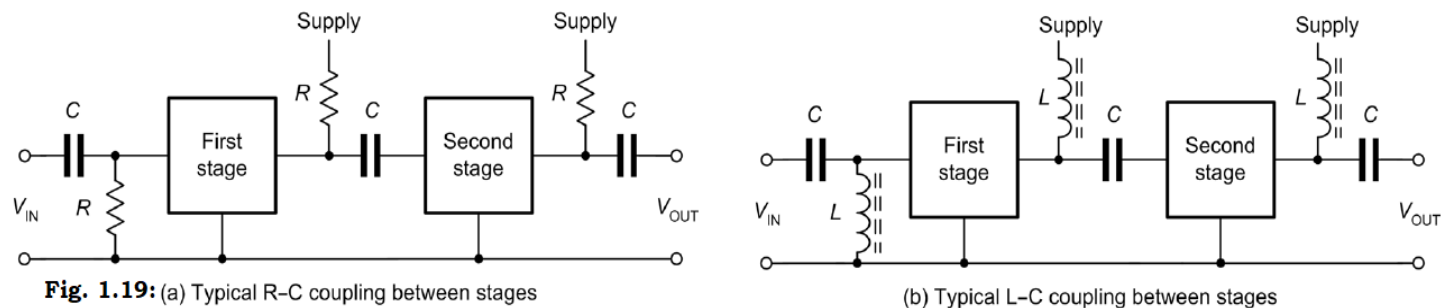 Supply
Supply
R
R
C
C
C
First
stage
Second
stage
R
V_IN
V_OUT
Fig. 1.19: (a) Typical R–C coupling between stages
Supply
Supply
L
L
C
C
C
First
stage
Second
stage
L
V_IN
V_OUT
(b) Typical L–C coupling between stages